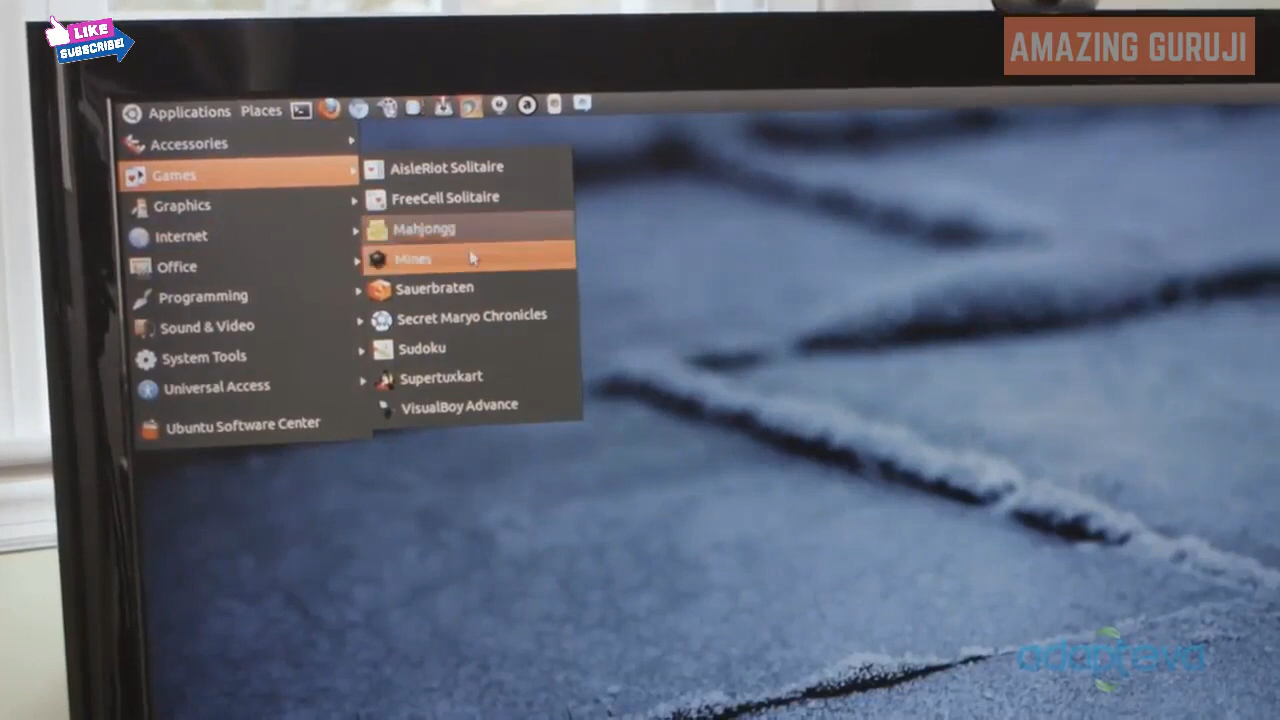 LIKE
SUBSCRIBE!
AMAZING GURUJI
Applications Places
Accessories
Games
Graphics
Internet
Office
Programming
Sound & Video
System Tools
Universal Access
Ubuntu Software Center
AisleRiot Solitaire
FreeCell Solitaire
Mahjongg
Mines
Sauerbraten
Secret Maryo Chronicles
Sudoku
Supertuxkart
VisualBoy Advance
adapteva